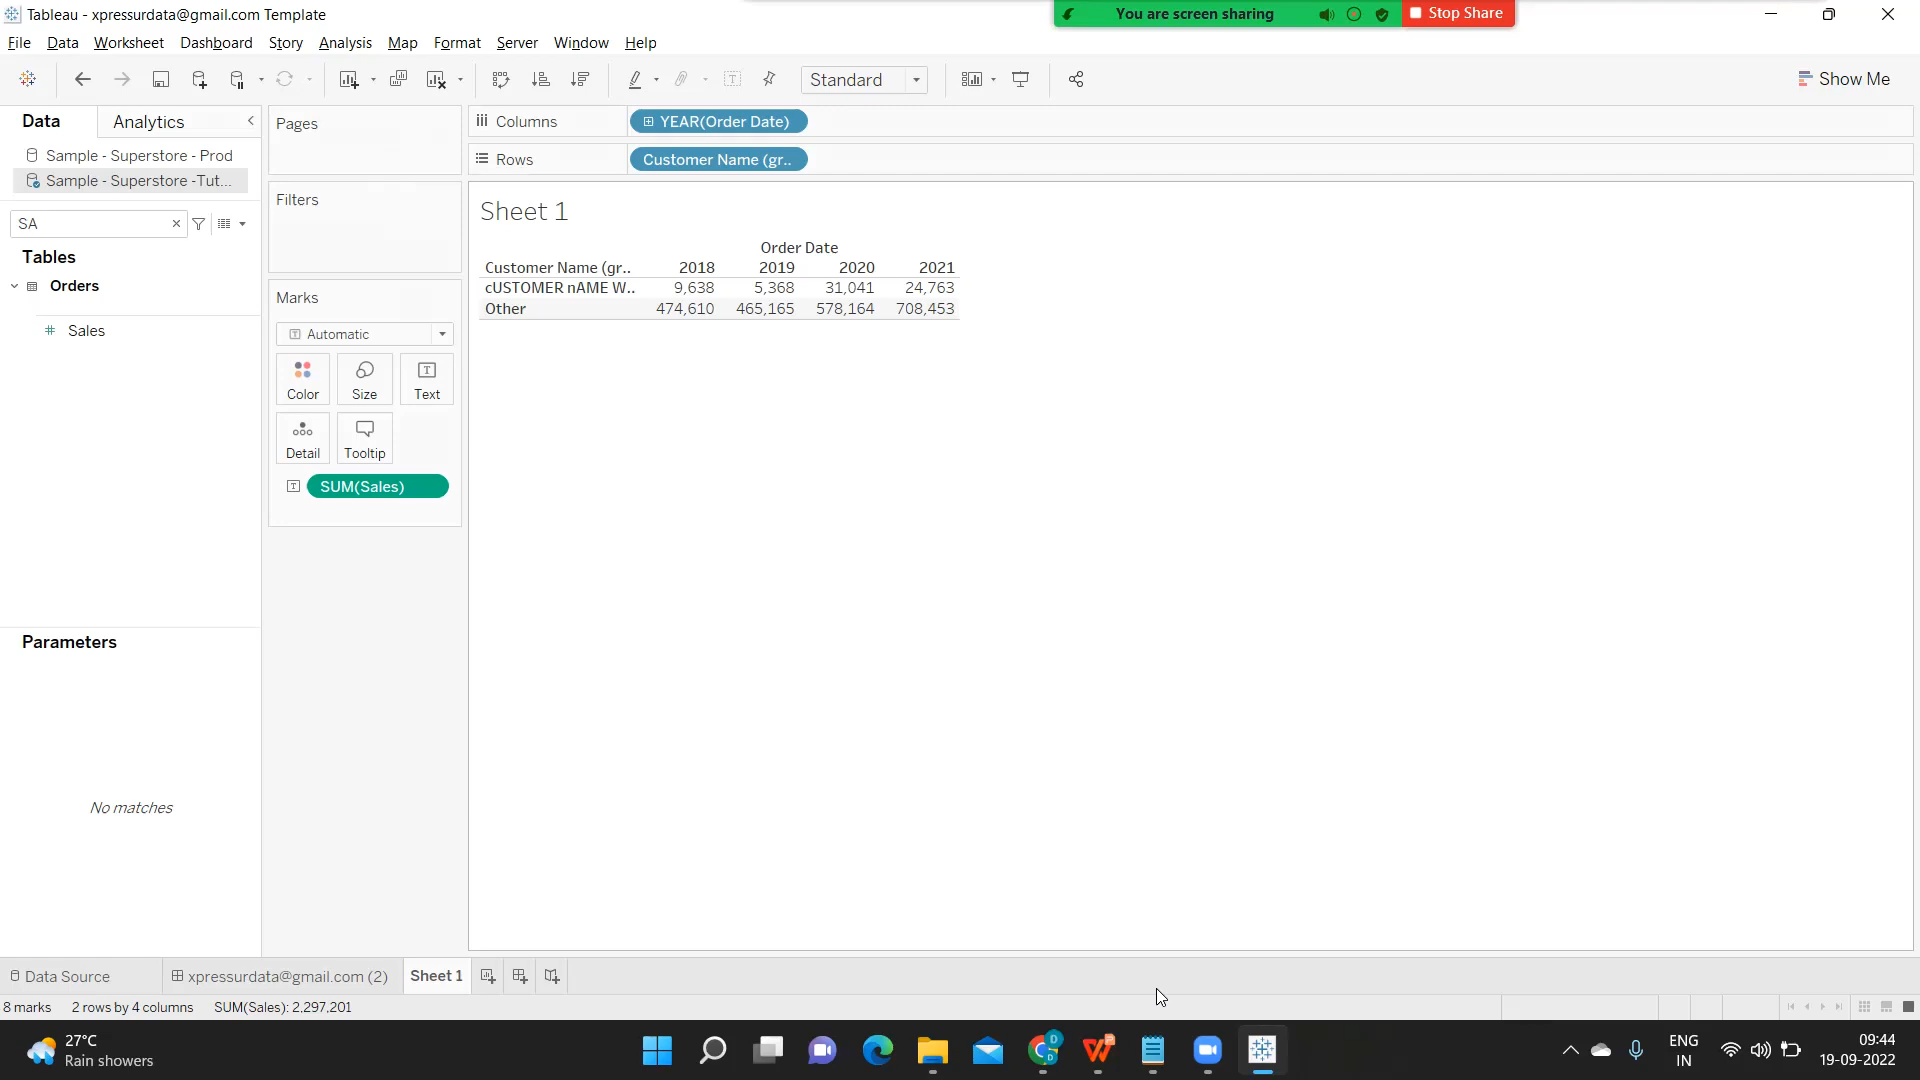 Tableau - xpressurdata@gmail.com Template
You are screen sharing
Stop Share
File Data Worksheet Dashboard Story Analysis Map Format Server Window Help
Standard
Show Me
Data Analytics
Sample - Superstore - Prod
Sample - Superstore -Tut...
SA
Tables
Orders
Sales
Parameters
No matches
Pages
Filters
Marks
Automatic
Color Size Text
Detail Tooltip
SUM(Sales)
Columns YEAR(Order Date)
Rows Customer Name (gr..
Sheet 1
Order Date
Customer Name (gr.. 2018 2019 2020 2021
cUSTOMER nAME W.. 9,638 5,368 31,041 24,763
Other 474,610 465,165 578,164 708,453
Data Source xpressurdata@gmail.com (2) Sheet 1
8 marks 2 rows by 4 columns SUM(Sales): 2,297,201
27°C
Rain showers
ENG
IN
09:44
19-09-2022